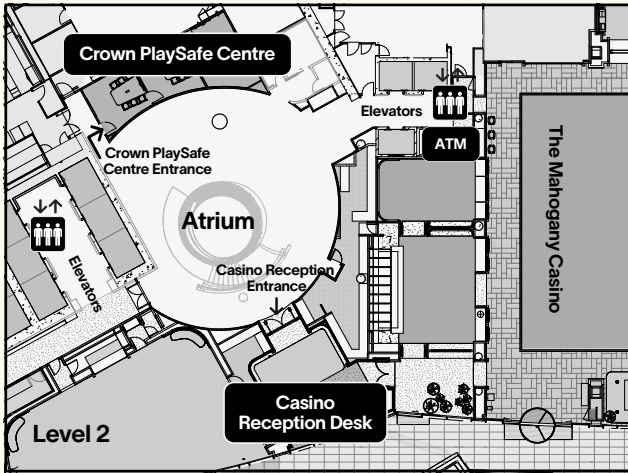 Crown PlaySafe Centre
Elevators
ATM
Crown PlaySafe
Centre Entrance
The Mahogany Casino
Atrium
Elevators
Casino Reception
Entrance
Casino
Reception Desk
Level 2